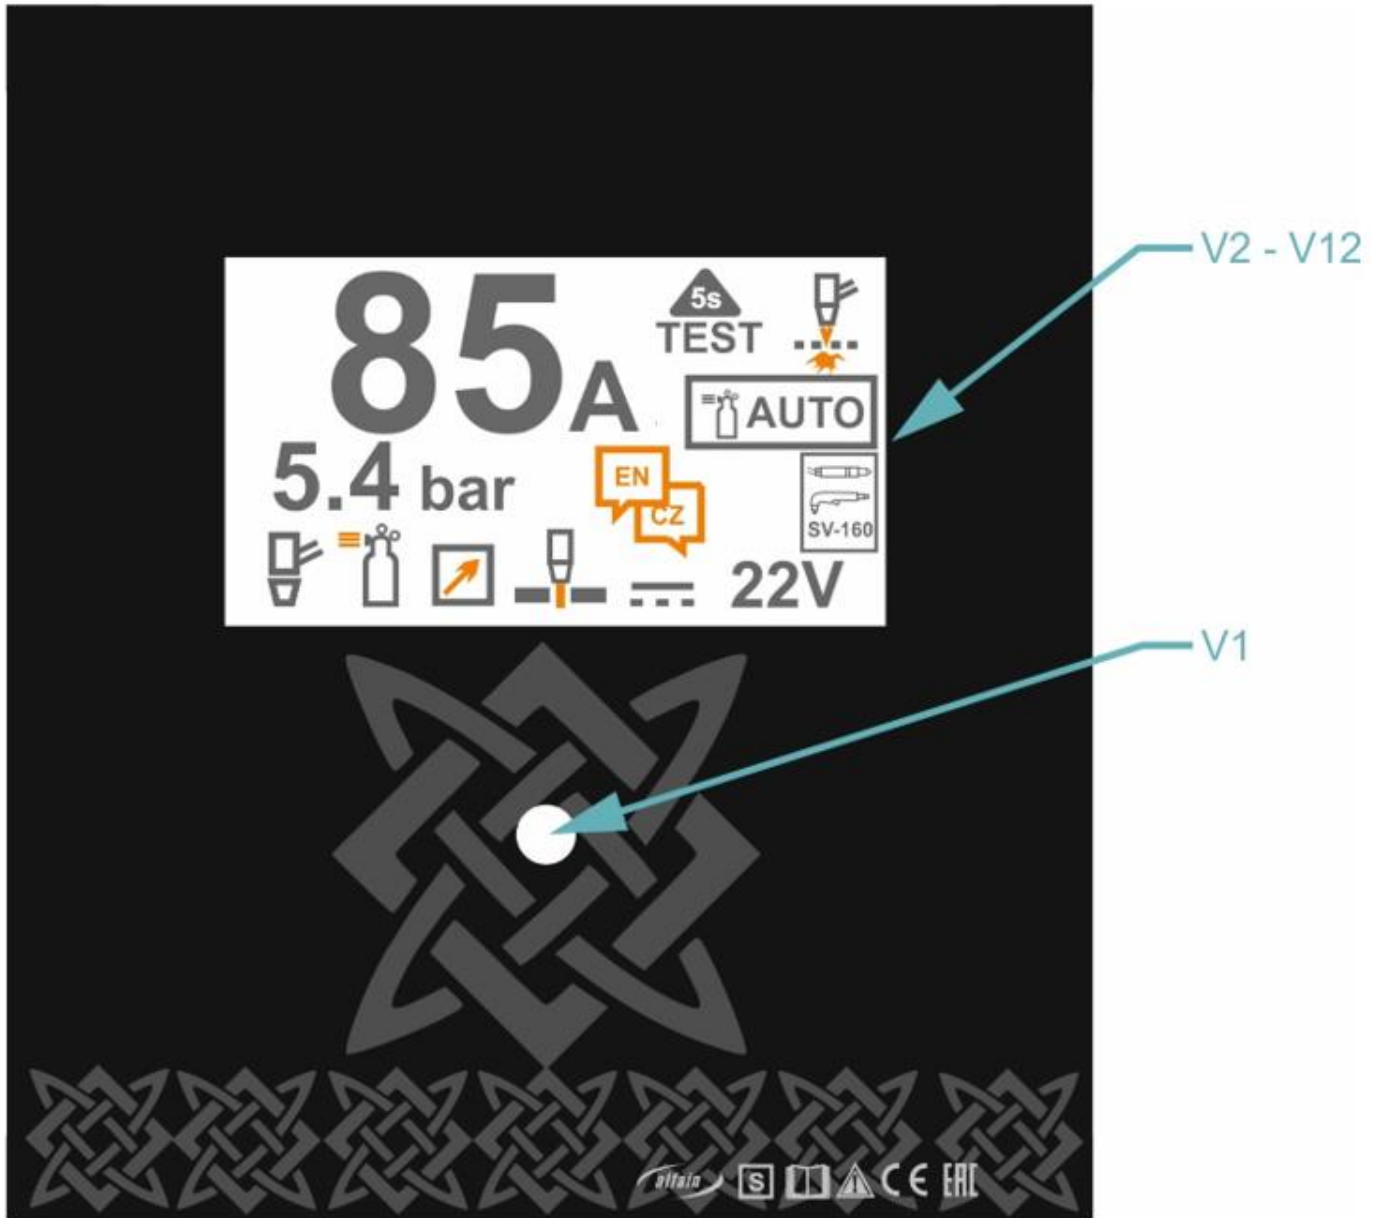 V2 - V12
85A
5s
TEST
AUTO
5.4 bar
EN
CZ
SV-160
22V
V1
alfain S CE EAC